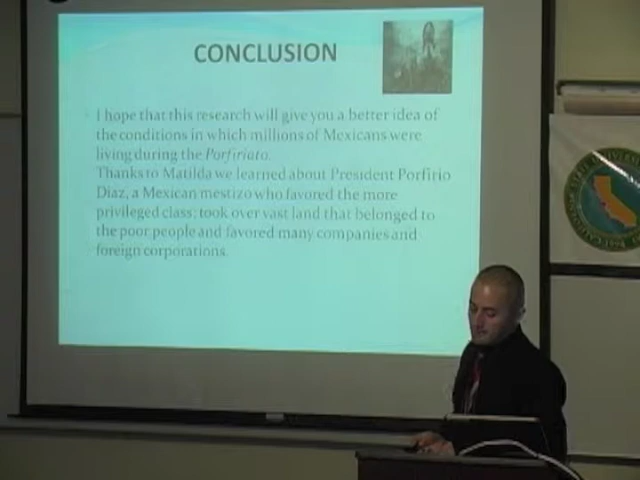 CONCLUSION
I hope that this research will give you a better idea of
the conditions in which millions of Mexicans were
living during the Porfiriato.
Thanks to Matilda we learned about President Porfirio
Diaz, a Mexican mestizo who favored the more
privileged class; took over vast land that belonged to
the poor people and favored many companies and
foreign corporations.